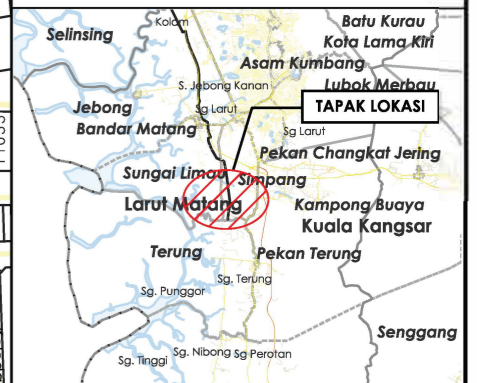 Kolam
Batu Kurau
Selinsing
Kota Lama Kiri
Asam Kumbang
S. Jebong Kanan
Lubok Merbau
Jebong
Sg Larut
TAPAK LOKASI
Bandar Matang
Sg Larut
Pekan Changkat Jering
Sungai Limau
Simpang
Larut Matang
Kampong Buaya
Kuala Kangsar
Terung
Pekan Terung
Sg. Terung
Sg. Punggor
Senggang
Sg. Nibong
Sg Perotan
Sg. Tinggi